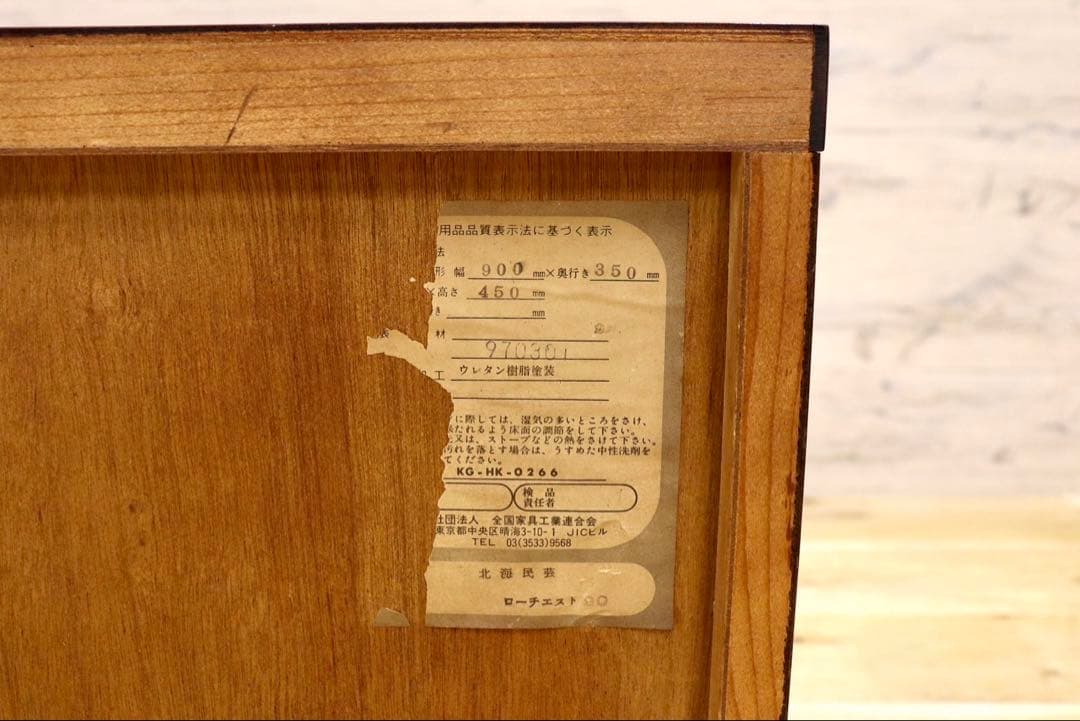 用品品質表示法に基づく表示
法
形 幅 900 mm×奥行き 350 mm
×高さ 450 mm
き mm
表 材
970301
工 ウレタン樹脂塗装
に際しては、湿気の多いところをさけ、
たれるよう床面の調節をして下さい。
又は、ストーブなどの熱をさけて下さい。
汚れを落とす場合は、うすめた中性洗剤を
てください。
KG-HK-0266
検 品
責任者
社団法人 全国家具工業連合会
東京都中央区晴海3-10-1 JICビル
TEL 03(3533)9568
北海民芸
ローチェスト 90